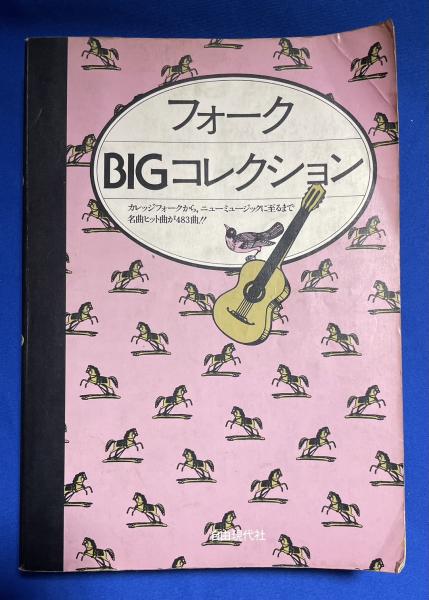 フォーク
BIGコレクション
カレッジフォークから,ニューミュージックに至るまで
名曲ヒット曲が483曲!!
自由現代社